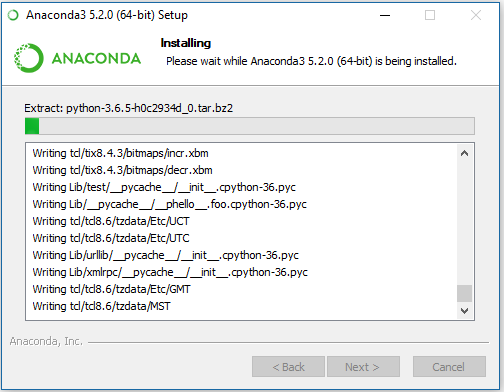 Anaconda3 5.2.0 (64-bit) Setup
ANACONDA
Installing
Please wait while Anaconda3 5.2.0 (64-bit) is being installed.
Extract: python-3.6.5-h0c2934d_0.tar.bz2
Writing tcl/tix8.4.3/bitmaps/incr.xbm
Writing tcl/tix8.4.3/bitmaps/decr.xbm
Writing Lib/test/__pycache__/__init__.cpython-36.pyc
Writing Lib/__pycache__/__phello__.foo.cpython-36.pyc
Writing tcl/tcl8.6/tzdata/Etc/UCT
Writing tcl/tcl8.6/tzdata/Etc/UTC
Writing Lib/urllib/__pycache__/__init__.cpython-36.pyc
Writing Lib/xmlrpc/__pycache__/__init__.cpython-36.pyc
Writing tcl/tcl8.6/tzdata/Etc/GMT
Writing tcl/tcl8.6/tzdata/MST
Anaconda, Inc.
< Back
Next >
Cancel